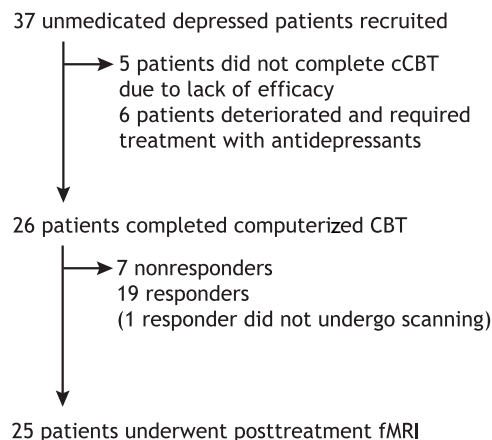 37 unmedicated depressed patients recruited
5 patients did not complete cCBT
due to lack of efficacy
6 patients deteriorated and required
treatment with antidepressants
26 patients completed computerized CBT
7 nonresponders
19 responders
(1 responder did not undergo scanning)
25 patients underwent posttreatment fMRI